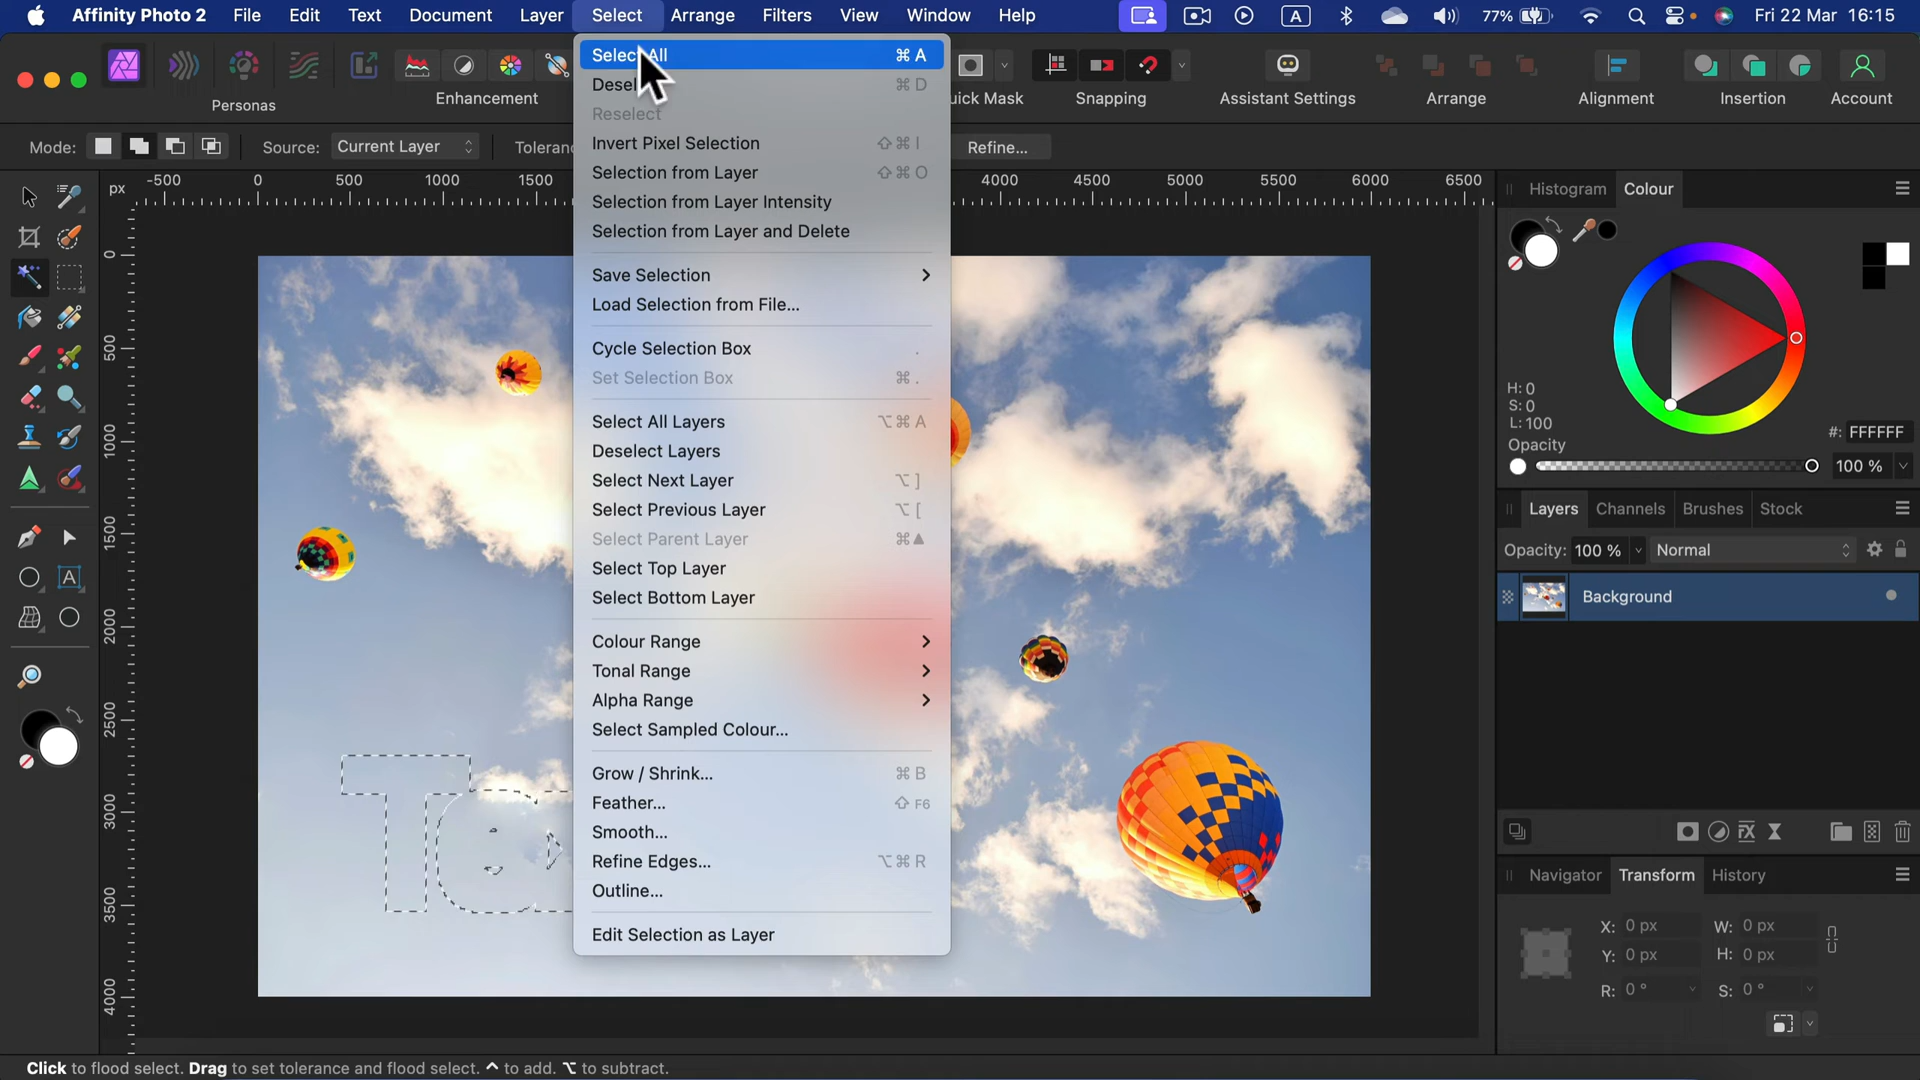 Affinity Photo 2 File Edit Text Document Layer Select Arrange Filters View Window Help A 77% Fri 22 Mar 16:15
Personas Enhancement Snapping Assistant Settings Arrange Alignment Insertion Account
uick Mask
Mode: Source: Current Layer Toleran Refine...
Select All ⌘ A
Desel ⌘ D
Reselect
Invert Pixel Selection ⇧⌘ I
Selection from Layer ⇧⌘ O
Selection from Layer Intensity
Selection from Layer and Delete
Save Selection
Load Selection from File...
Cycle Selection Box .
Set Selection Box ⌘ .
Select All Layers ⌥⌘ A
Deselect Layers
Select Next Layer ⌥ ]
Select Previous Layer ⌥ [
Select Parent Layer ⌘▲
Select Top Layer
Select Bottom Layer
Colour Range
Tonal Range
Alpha Range
Select Sampled Colour...
Grow / Shrink... ⌘ B
Feather... ⇧ F6
Smooth...
Refine Edges... ⌥⌘ R
Outline...
Edit Selection as Layer
px -500 0 500 1000 1500 4000 4500 5000 5500 6000 6500
0
500
1000
1500
2000
2500
3000
3500
4000
Histogram Colour
H: 0
S: 0
L: 100
#: FFFFFF
Opacity
100 %
Layers Channels Brushes Stock
Opacity: 100 % Normal
Background
Navigator Transform History
X: 0 px W: 0 px
Y: 0 px H: 0 px
R: 0 ° S: 0 °
Click to flood select. Drag to set tolerance and flood select. ^ to add. ⌥ to subtract.